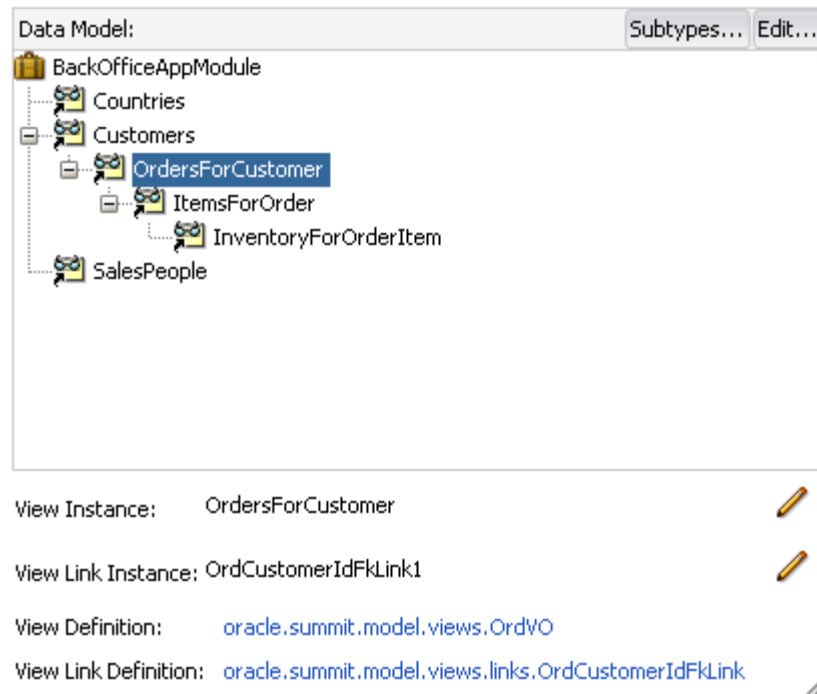 Data Model: Subtypes... Edit...
BackOfficeAppModule
Countries
Customers
OrdersForCustomer
ItemsForOrder
InventoryForOrderItem
SalesPeople
View Instance: OrdersForCustomer
View Link Instance: OrdCustomerIdFkLink1
View Definition: oracle.summit.model.views.OrdVO
View Link Definition: oracle.summit.model.views.links.OrdCustomerIdFkLink